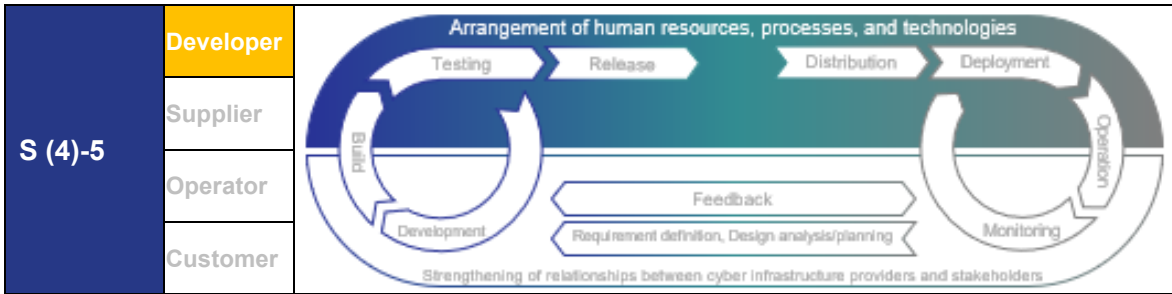 S (4)-5
Developer
Supplier
Operator
Customer
Arrangement of human resources, processes, and technologies
Testing
Release
Distribution
Deployment
Build
Operation
Feedback
Development
Requirement definition, Design analysis/planning
Monitoring
Strengthening of relationships between cyber infrastructure providers and stakeholders